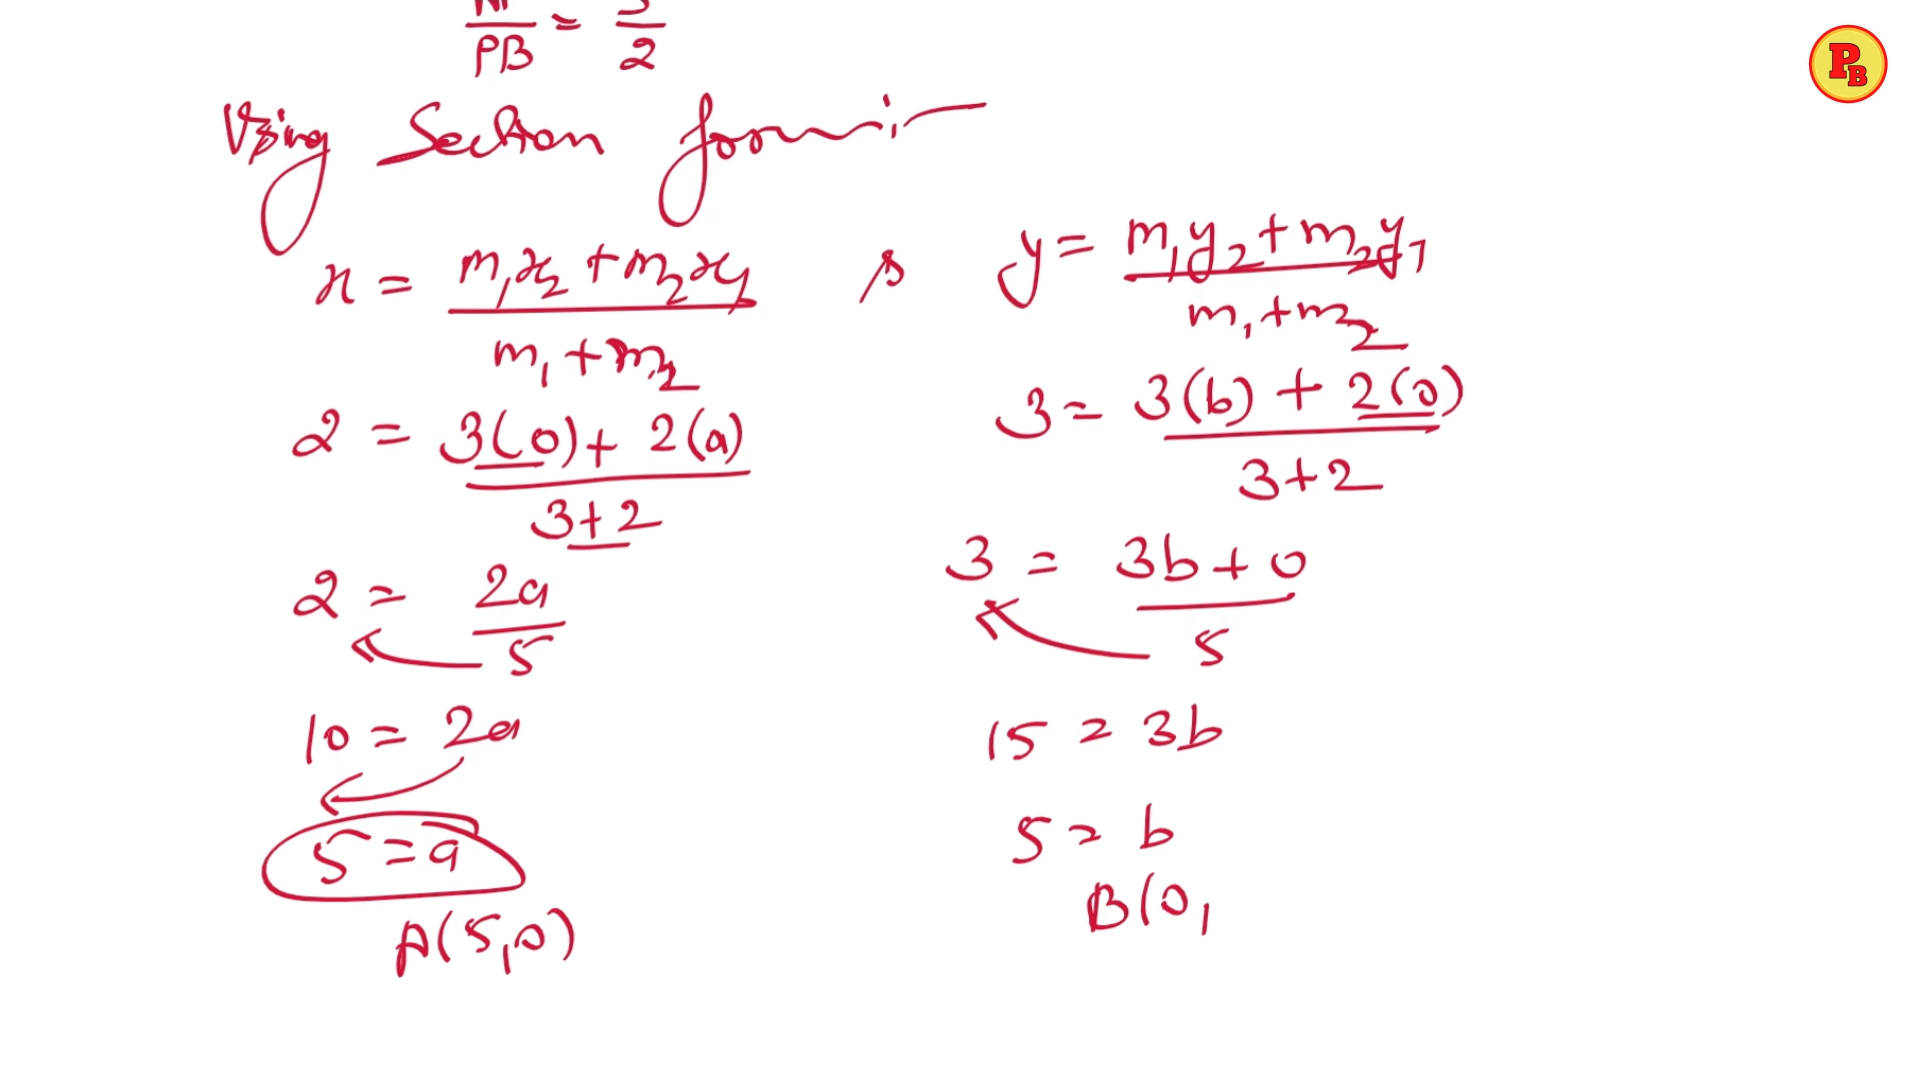 AP/PB = 3/2
Using Section form :-
x = (m₁x₂ + m₂x₁)/(m₁ + m₂) , y = (m₁y₂ + m₂y₁)/(m₁ + m₂)
2 = (3(0) + 2(a))/(3+2)
3 = (3(b) + 2(0))/(3+2)
2 = 2a/5
3 = (3b + 0)/5
10 = 2a
15 = 3b
5 = a
5 = b
A(5,0)
B(0,
PB